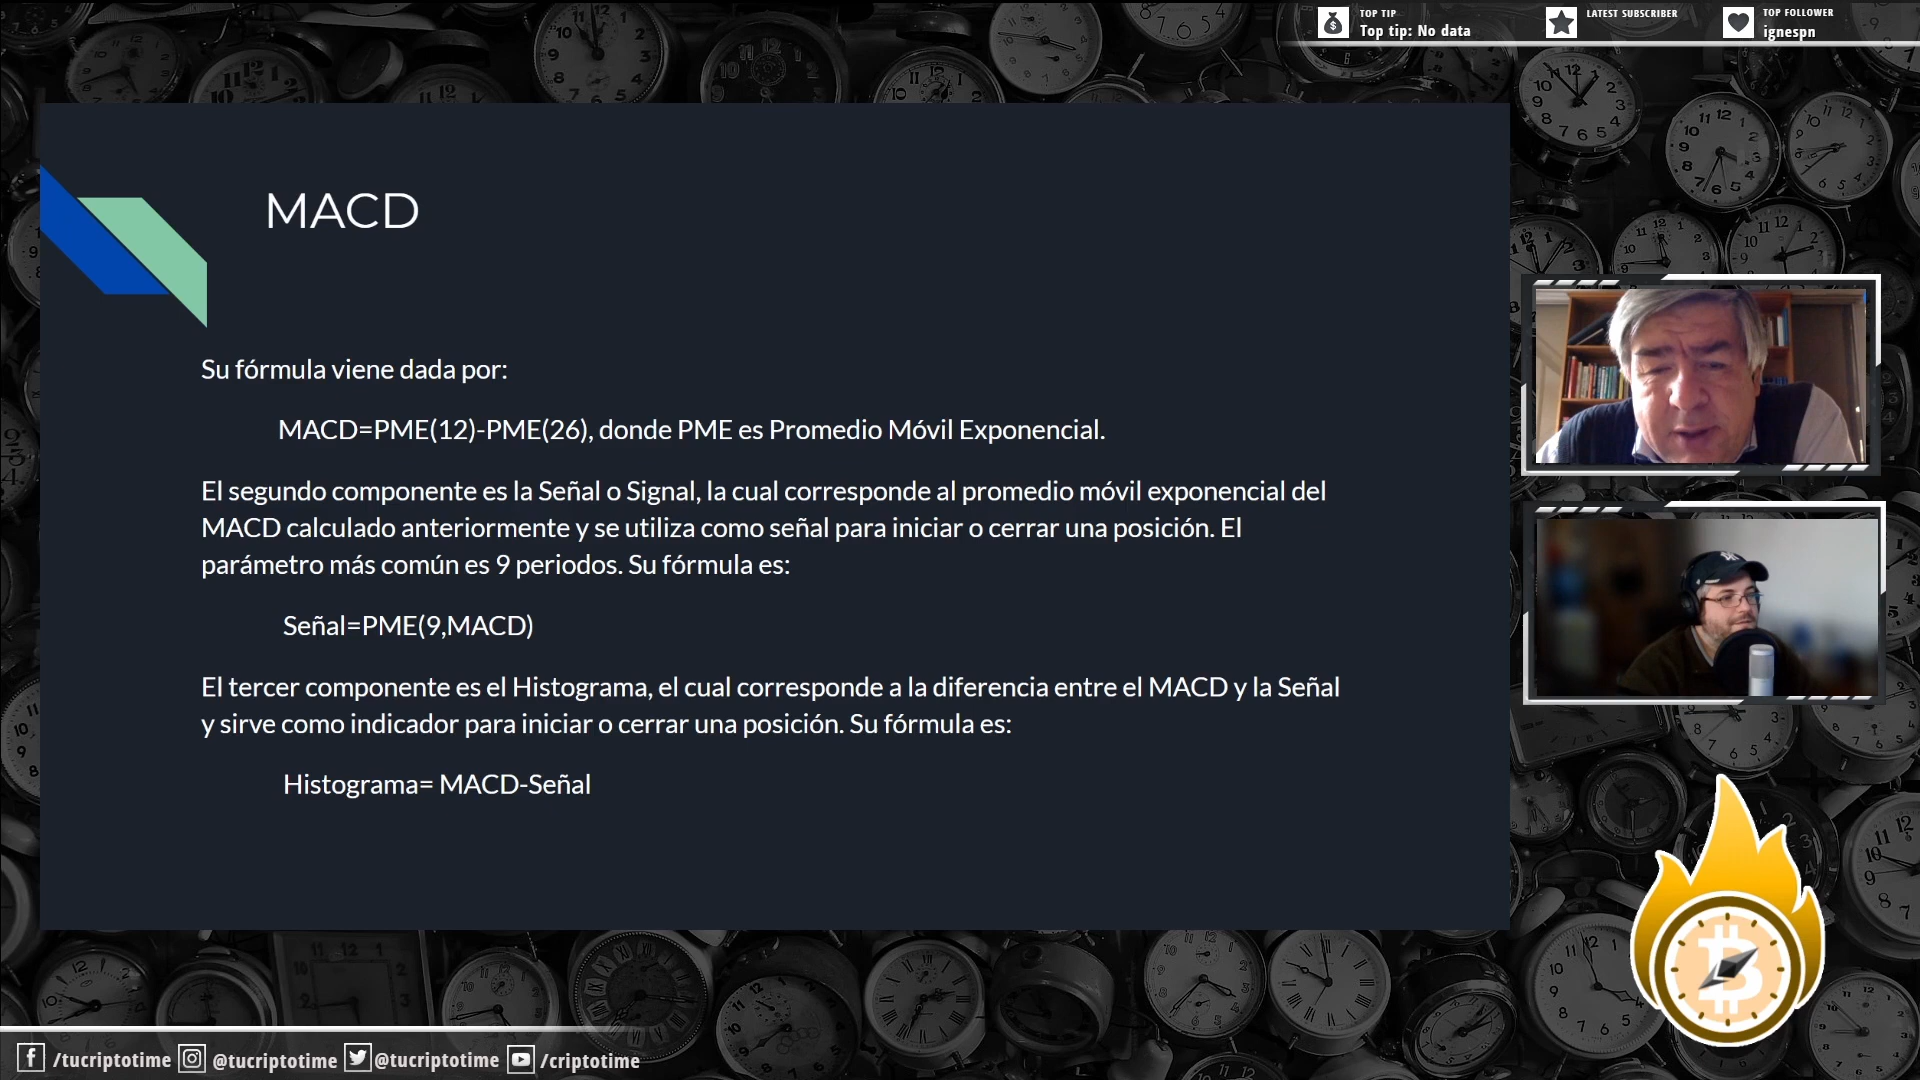 TOP TIP
Top tip: No data
LATEST SUBSCRIBER
TOP FOLLOWER
ignespn
MACD
Su fórmula viene dada por:
MACD=PME(12)-PME(26), donde PME es Promedio Móvil Exponencial.
El segundo componente es la Señal o Signal, la cual corresponde al promedio móvil exponencial del
MACD calculado anteriormente y se utiliza como señal para iniciar o cerrar una posición. El
parámetro más común es 9 periodos. Su fórmula es:
Señal=PME(9,MACD)
El tercer componente es el Histograma, el cual corresponde a la diferencia entre el MACD y la Señal
y sirve como indicador para iniciar o cerrar una posición. Su fórmula es:
Histograma= MACD-Señal
/tucriptotime @tucriptotime @tucriptotime /criptotime